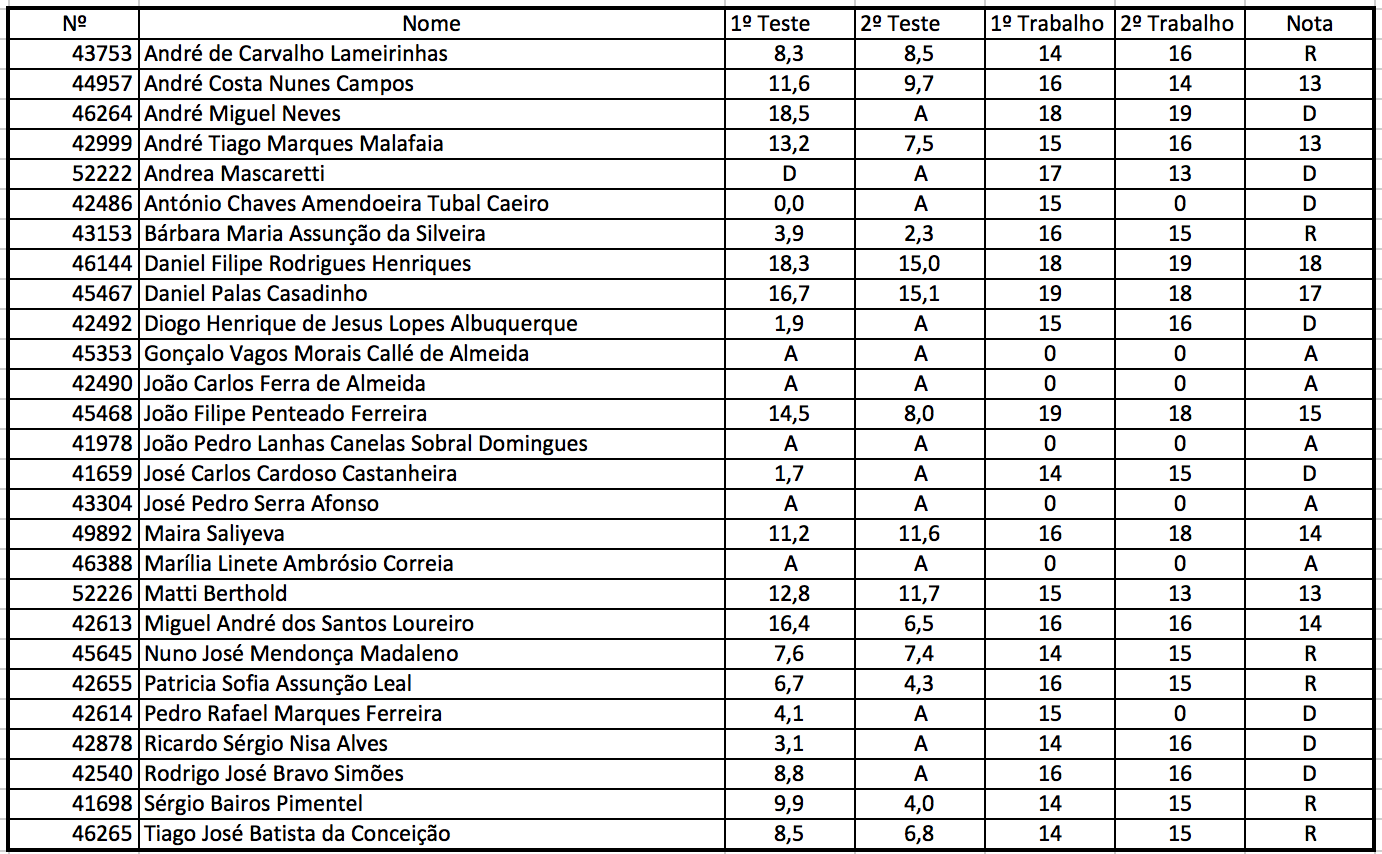 Nº Nome 1º Teste 2º Teste 1º Trabalho 2º Trabalho Nota
43753 André de Carvalho Lameirinhas 8,3 8,5 14 16 R
44957 André Costa Nunes Campos 11,6 9,7 16 14 13
46264 André Miguel Neves 18,5 A 18 19 D
42999 André Tiago Marques Malafaia 13,2 7,5 15 16 13
52222 Andrea Mascaretti D A 17 13 D
42486 António Chaves Amendoeira Tubal Caeiro 0,0 A 15 0 D
43153 Bárbara Maria Assunção da Silveira 3,9 2,3 16 15 R
46144 Daniel Filipe Rodrigues Henriques 18,3 15,0 18 19 18
45467 Daniel Palas Casadinho 16,7 15,1 19 18 17
42492 Diogo Henrique de Jesus Lopes Albuquerque 1,9 A 15 16 D
45353 Gonçalo Vagos Morais Callé de Almeida A A 0 0 A
42490 João Carlos Ferra de Almeida A A 0 0 A
45468 João Filipe Penteado Ferreira 14,5 8,0 19 18 15
41978 João Pedro Lanhas Canelas Sobral Domingues A A 0 0 A
41659 José Carlos Cardoso Castanheira 1,7 A 14 15 D
43304 José Pedro Serra Afonso A A 0 0 A
49892 Maira Saliyeva 11,2 11,6 16 18 14
46388 Marília Linete Ambrósio Correia A A 0 0 A
52226 Matti Berthold 12,8 11,7 15 13 13
42613 Miguel André dos Santos Loureiro 16,4 6,5 16 16 14
45645 Nuno José Mendonça Madaleno 7,6 7,4 14 15 R
42655 Patricia Sofia Assunção Leal 6,7 4,3 16 15 R
42614 Pedro Rafael Marques Ferreira 4,1 A 15 0 D
42878 Ricardo Sérgio Nisa Alves 3,1 A 14 16 D
42540 Rodrigo José Bravo Simões 8,8 A 16 16 D
41698 Sérgio Bairos Pimentel 9,9 4,0 14 15 R
46265 Tiago José Batista da Conceição 8,5 6,8 14 15 R